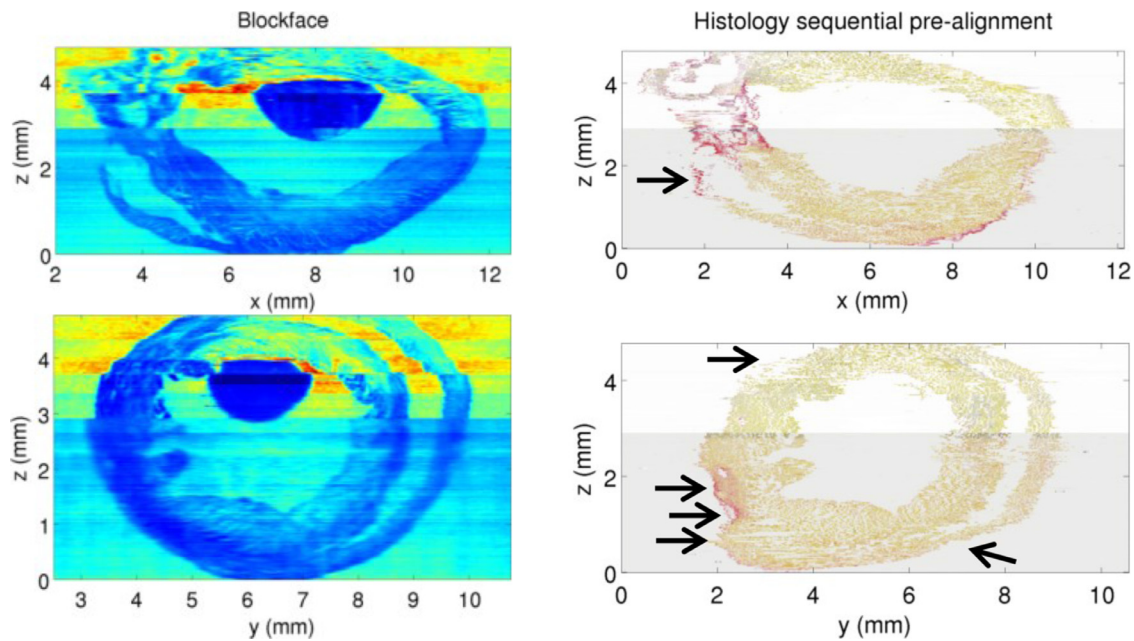 Blockface
Histology sequential pre-alignment
z (mm)
4
2
0
2 4 6 8 10 12
x (mm)
z (mm)
4
2
0
0 2 4 6 8 10 12
x (mm)
z (mm)
4
3
2
1
0
3 4 5 6 7 8 9 10
y (mm)
z (mm)
4
2
0
0 2 4 6 8 10
y (mm)